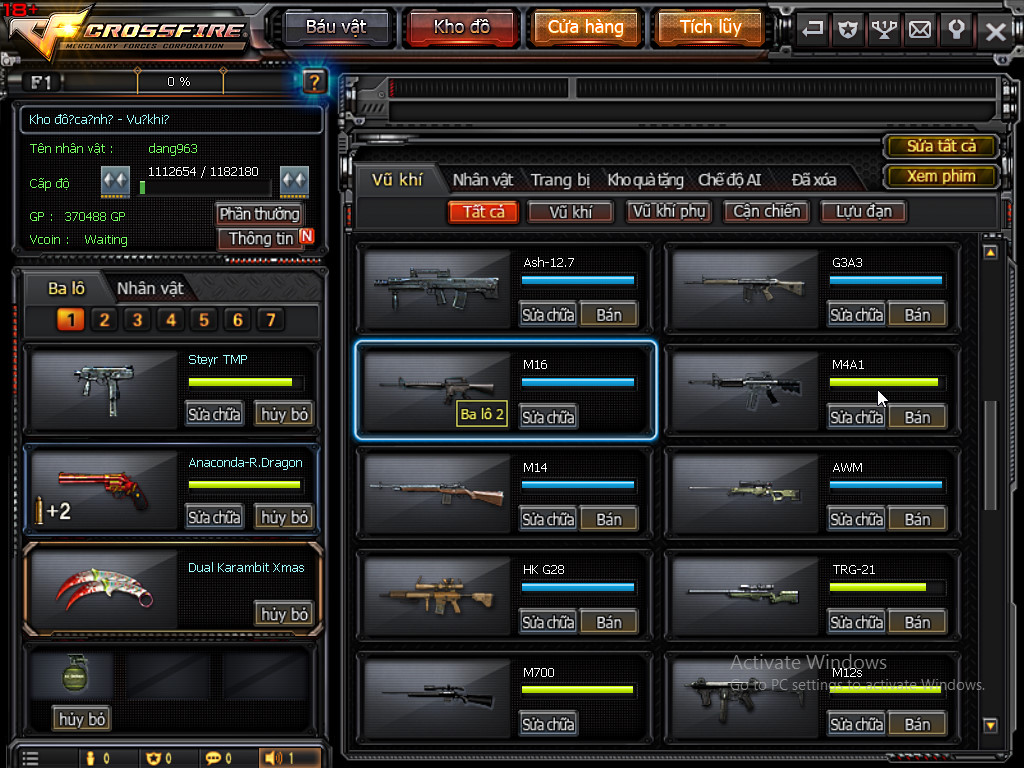 18+
CROSSFIRE
MERCENARY FORCES CORPORATION
Báu vật
Kho đồ
Cửa hàng
Tích lũy
F1
0 %
?
Kho đô?ca?nh? - Vu?khi?
Tên nhân vật : dang963
Cấp độ 1112654 / 1182180
GP : 370488 GP
Phần thưởng
Vcoin : Waiting
Thông tin N
Sửa tất cả
Xem phim
Vũ khí Nhân vật Trang bị Kho quà tặng Chế độ AI Đã xóa
Tất cả Vũ khí Vũ khí phụ Cận chiến Lựu đạn
Ba lô Nhân vật
1 2 3 4 5 6 7
Steyr TMP
Sửa chữa hủy bỏ
Anaconda-R.Dragon
+2
Sửa chữa hủy bỏ
Dual Karambit Xmas
hủy bỏ
hủy bỏ
0 0 0 1
Ash-12.7
Sửa chữa Bán
G3A3
Sửa chữa Bán
M16
Ba lô 2
Sửa chữa
M4A1
Sửa chữa Bán
M14
Sửa chữa Bán
AWM
Sửa chữa Bán
HK G28
Sửa chữa Bán
TRG-21
Sửa chữa Bán
M700
Sửa chữa
M12s
Sửa chữa Bán
Activate Windows
Go to PC settings to activate Windows.